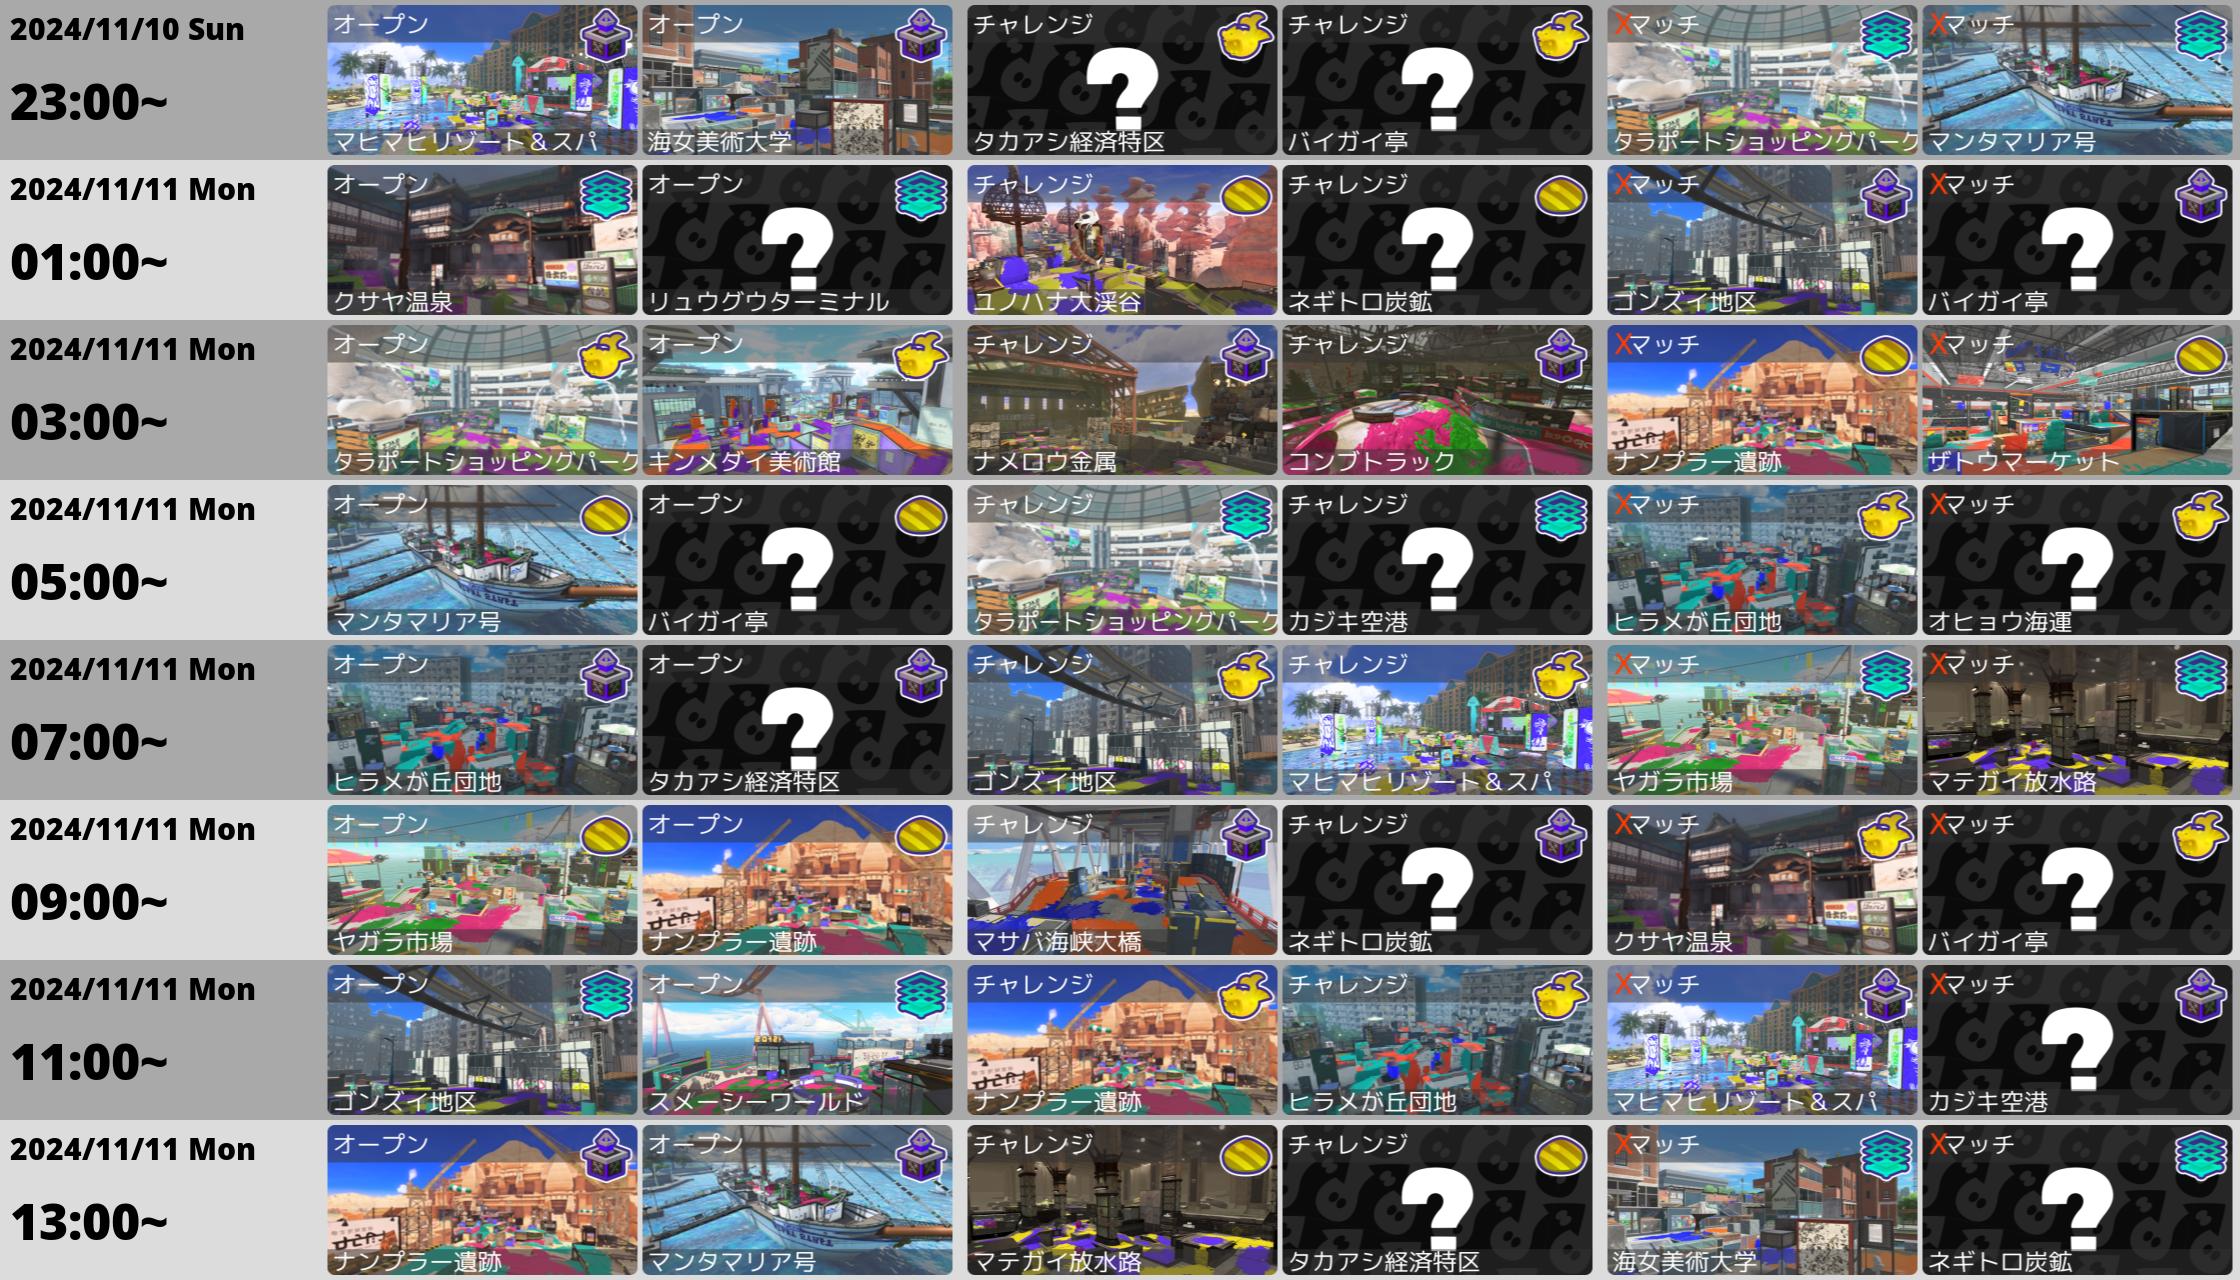 2024/11/10 Sun
23:00~
オープン
マヒマヒリゾート＆スパ
オープン
海女美術大学
チャレンジ
タカアシ経済特区
チャレンジ
バイガイ亭
Xマッチ
タラポートショッピングパーク
Xマッチ
マンタマリア号
2024/11/11 Mon
01:00~
オープン
クサヤ温泉
オープン
リュウグウターミナル
チャレンジ
ユノハナ大渓谷
チャレンジ
ネギトロ炭鉱
Xマッチ
ゴンズイ地区
Xマッチ
バイガイ亭
2024/11/11 Mon
03:00~
オープン
タラポートショッピングパーク
オープン
キンメダイ美術館
チャレンジ
ナメロウ金属
チャレンジ
コンブトラック
Xマッチ
ナンプラー遺跡
Xマッチ
ザトウマーケット
2024/11/11 Mon
05:00~
オープン
マンタマリア号
オープン
バイガイ亭
チャレンジ
タラポートショッピングパーク
チャレンジ
カジキ空港
Xマッチ
ヒラメが丘団地
Xマッチ
オヒョウ海運
2024/11/11 Mon
07:00~
オープン
ヒラメが丘団地
オープン
タカアシ経済特区
チャレンジ
ゴンズイ地区
チャレンジ
マヒマヒリゾート＆スパ
Xマッチ
ヤガラ市場
Xマッチ
マテガイ放水路
2024/11/11 Mon
09:00~
オープン
ヤガラ市場
オープン
ナンプラー遺跡
チャレンジ
マサバ海峡大橋
チャレンジ
ネギトロ炭鉱
Xマッチ
クサヤ温泉
Xマッチ
バイガイ亭
2024/11/11 Mon
11:00~
オープン
ゴンズイ地区
オープン
スメーシーワールド
チャレンジ
ナンプラー遺跡
チャレンジ
ヒラメが丘団地
Xマッチ
マヒマヒリゾート＆スパ
Xマッチ
カジキ空港
2024/11/11 Mon
13:00~
オープン
ナンプラー遺跡
オープン
マンタマリア号
チャレンジ
マテガイ放水路
チャレンジ
タカアシ経済特区
Xマッチ
海女美術大学
Xマッチ
ネギトロ炭鉱